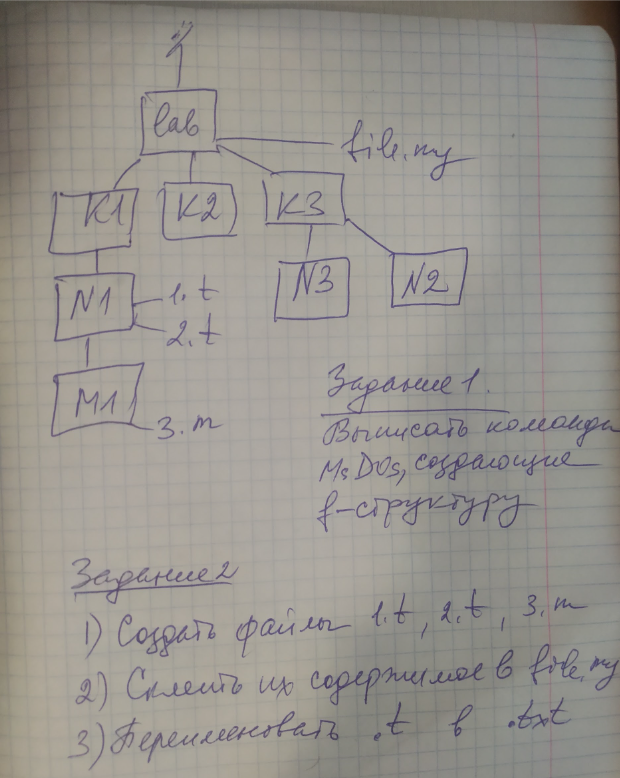 lab
file.my
K1 K2 K3
N1 1.t N3 N2
2.t
M1
3.m
Задание 1.
Выписать команды
MsDOS, создающие
f-структуру
Задание 2
1) Создать файлы 1.t, 2.t, 3.m
2) Склеить их содержимое в file.my
3) Переименовать .t в .txt